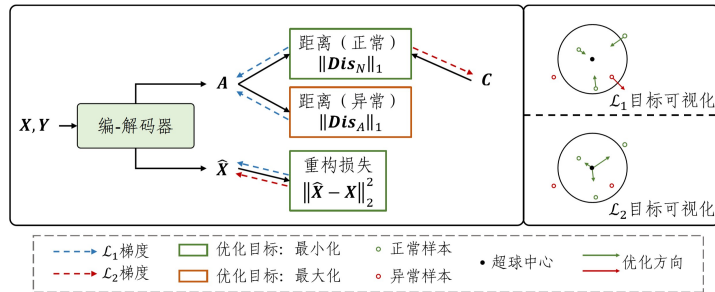 X, Y
编-解码器
A
X̂
距离（正常）
‖Dis_N‖₁
距离（异常）
‖Dis_A‖₁
重构损失
‖X̂ − X‖₂²
C
ℒ₁目标可视化
ℒ₂目标可视化
ℒ₁梯度
ℒ₂梯度
优化目标：最小化
优化目标：最大化
正常样本
异常样本
超球中心
优化方向